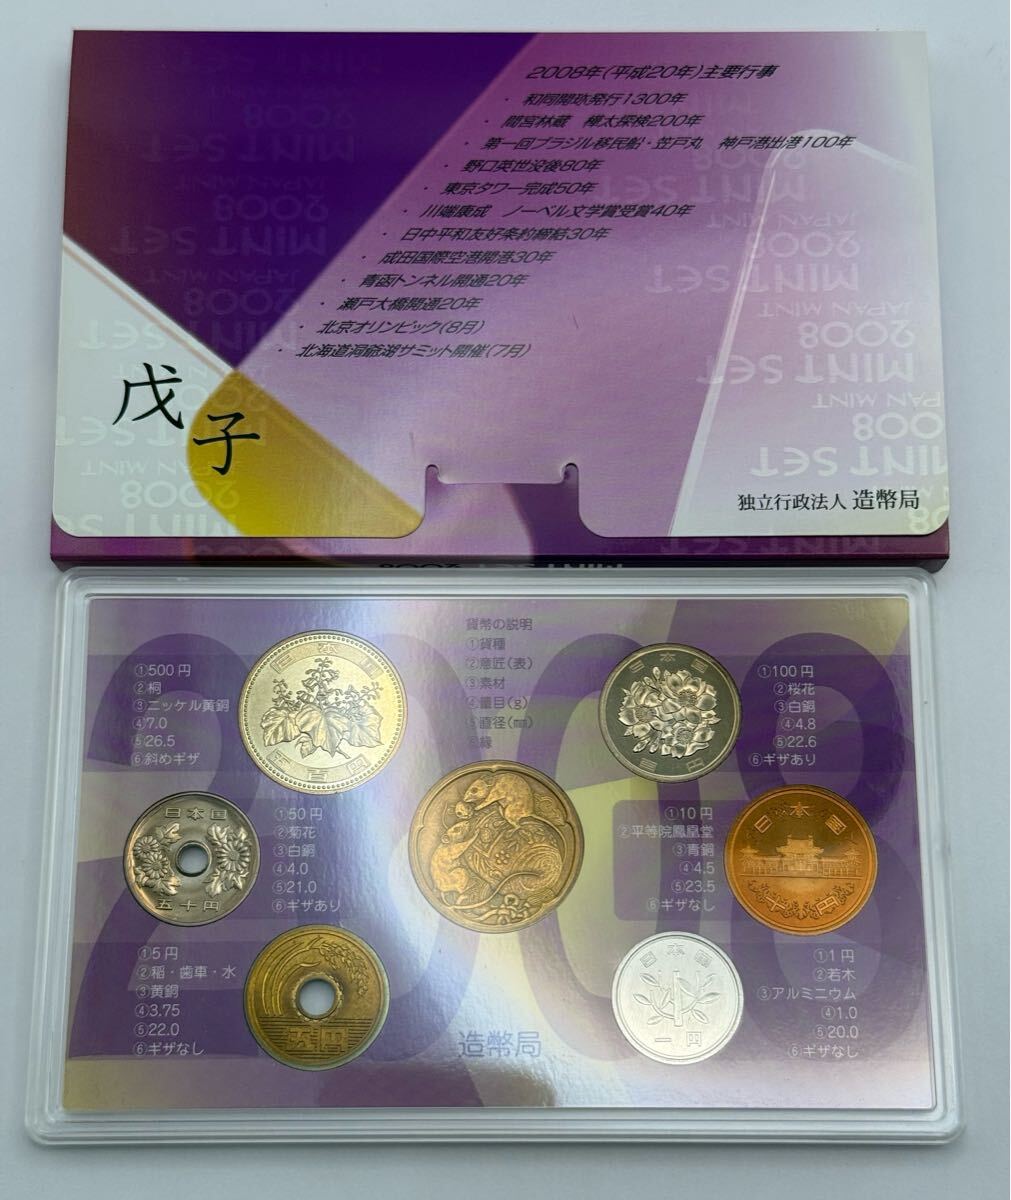 2008年(平成20年)主要行事
・ 和同開珎発行1300年
・ 間宮林蔵 樺太探検200年
・ 第一回ブラジル移民船・笠戸丸 神戸港出港100年
・ 野口英世没後80年
・ 東京タワー完成50年
・ 川端康成 ノーベル文学賞受賞40年
・ 日中平和友好条約締結30年
・ 成田国際空港開港30年
・ 青函トンネル開通20年
・ 瀬戸大橋開通20年
・ 北京オリンピック(8月)
・ 北海道洞爺湖サミット開催(7月)
戊子
独立行政法人 造幣局
MINT SET
JAPAN MINT
2008
MINT SET 2008
貨幣の説明
①貨種
②意匠(表)
③素材
④量目(g)
⑤直径(mm)
⑥縁
①500円
②桐
③ニッケル黄銅
④7.0
⑤26.5
⑥斜めギザ
日本国
五百円
日本国
百円
①100円
②桜花
③白銅
④4.8
⑤22.6
⑥ギザあり
日本国
五十円
①50円
②菊花
③白銅
④4.0
⑤21.0
⑥ギザあり
①10円
②平等院鳳凰堂
③青銅
④4.5
⑤23.5
⑥ギザなし
日本国
十円
①5円
②稲・歯車・水
③黄銅
④3.75
⑤22.0
⑥ギザなし
五円
造幣局
日本国
一円
①1円
②若木
③アルミニウム
④1.0
⑤20.0
⑥ギザなし
2008